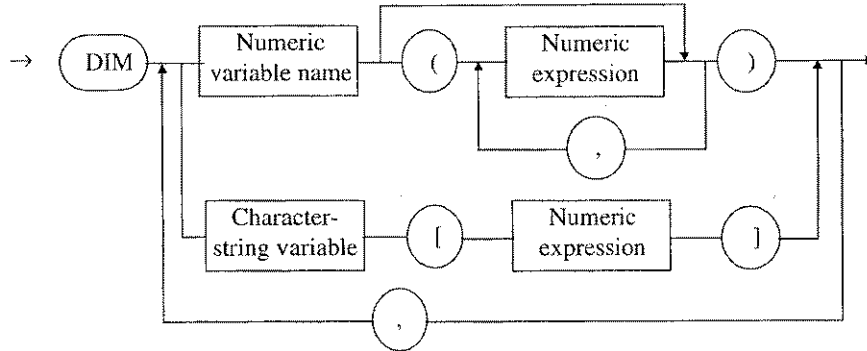 DIM
Numeric
variable name
(
Numeric
expression
)
,
Character-
string variable
[
Numeric
expression
]
,